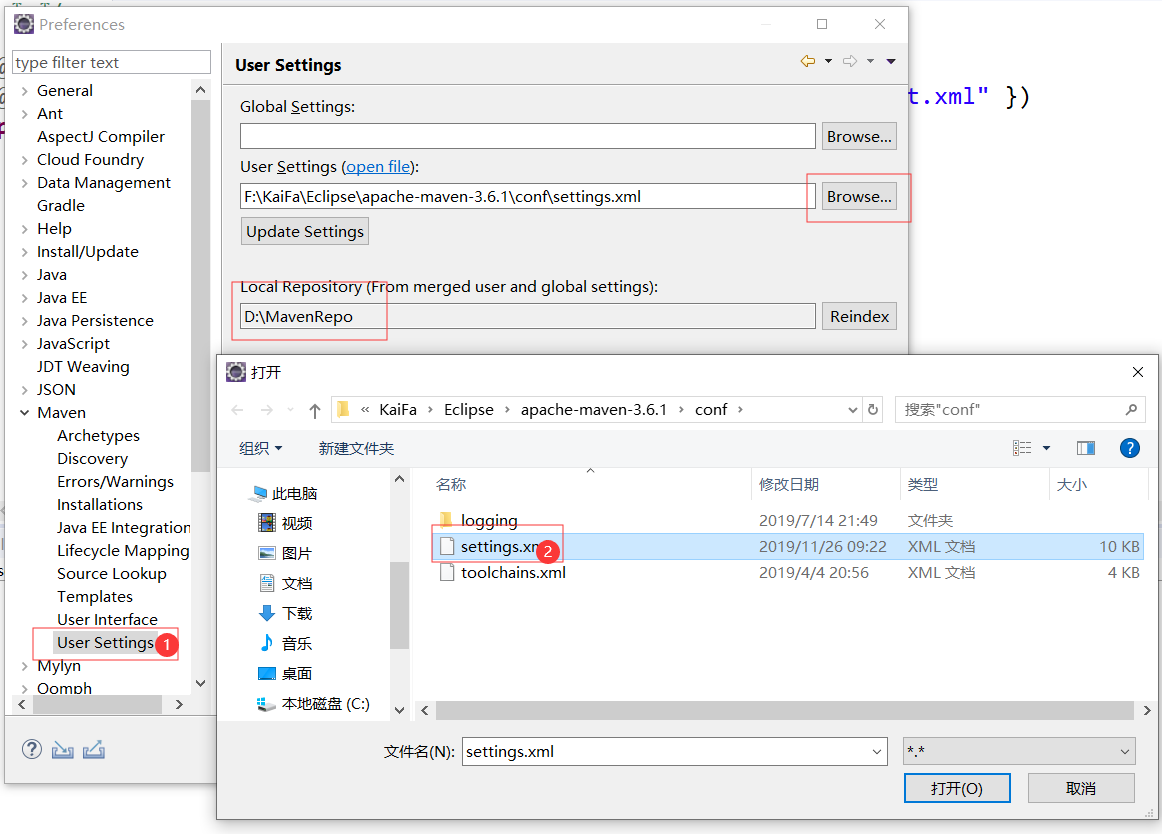 Preferences
type filter text
User Settings
General
Ant
AspectJ Compiler
Cloud Foundry
Data Management
Gradle
Help
Install/Update
Java
Java EE
Java Persistence
JavaScript
JDT Weaving
JSON
Maven
Archetypes
Discovery
Errors/Warnings
Installations
Java EE Integration
Lifecycle Mapping
Source Lookup
Templates
User Interface
User Settings 1
Mylyn
Oomph
Global Settings:
Browse...
User Settings (open file):
F:\KaiFa\Eclipse\apache-maven-3.6.1\conf\settings.xml
Browse...
Update Settings
Local Repository (From merged user and global settings):
D:\MavenRepo
Reindex
t.xml" })
打开
« KaiFa › Eclipse › apache-maven-3.6.1 › conf ›
搜索"conf"
组织 新建文件夹
此电脑
视频
图片
文档
下载
音乐
桌面
本地磁盘 (C:)
名称 修改日期 类型 大小
logging 2019/7/14 21:49 文件夹
settings.xm 2 2019/11/26 09:22 XML 文档 10 KB
toolchains.xml 2019/4/4 20:56 XML 文档 4 KB
文件名(N): settings.xml *.*
打开(O) 取消